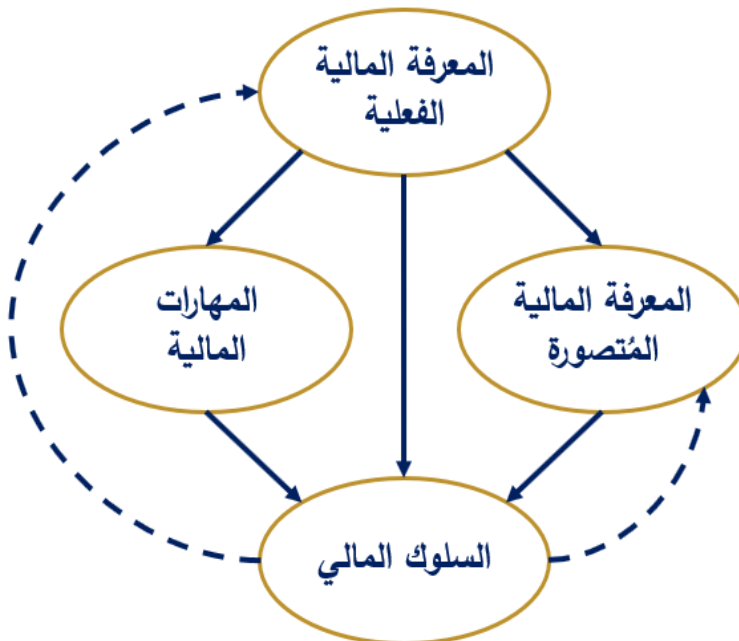 المعرفة المالية
الفعلية
المعرفة المالية
المُتصورة
المهارات
المالية
السلوك المالي